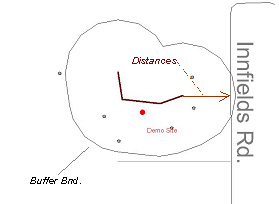 Distances
Innfields Rd.
Demo Site
Buffer Bnd.